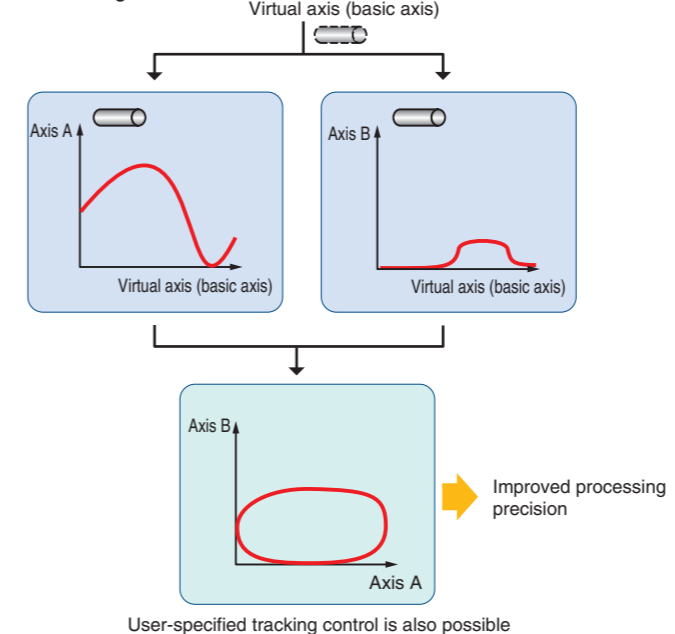 Virtual axis (basic axis)
Axis A
Virtual axis (basic axis)
Axis B
Virtual axis (basic axis)
Axis B
Axis A
Improved processing
precision
User-specified tracking control is also possible